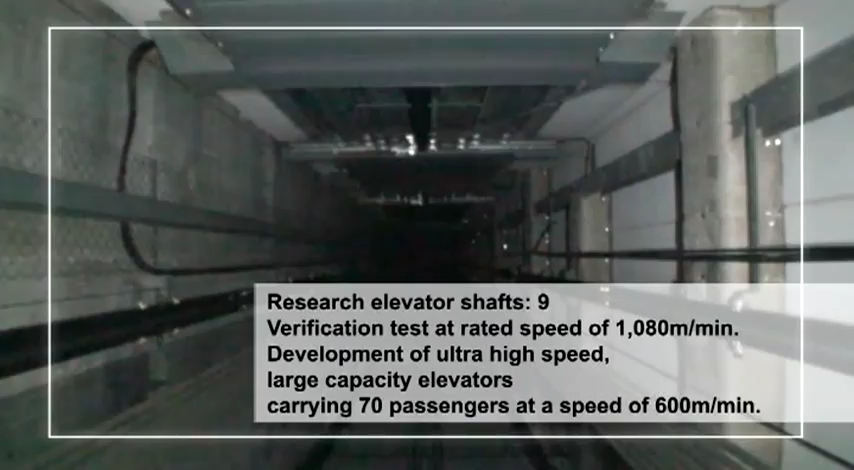 Research elevator shafts: 9
Verification test at rated speed of 1,080m/min.
Development of ultra high speed,
large capacity elevators
carrying 70 passengers at a speed of 600m/min.